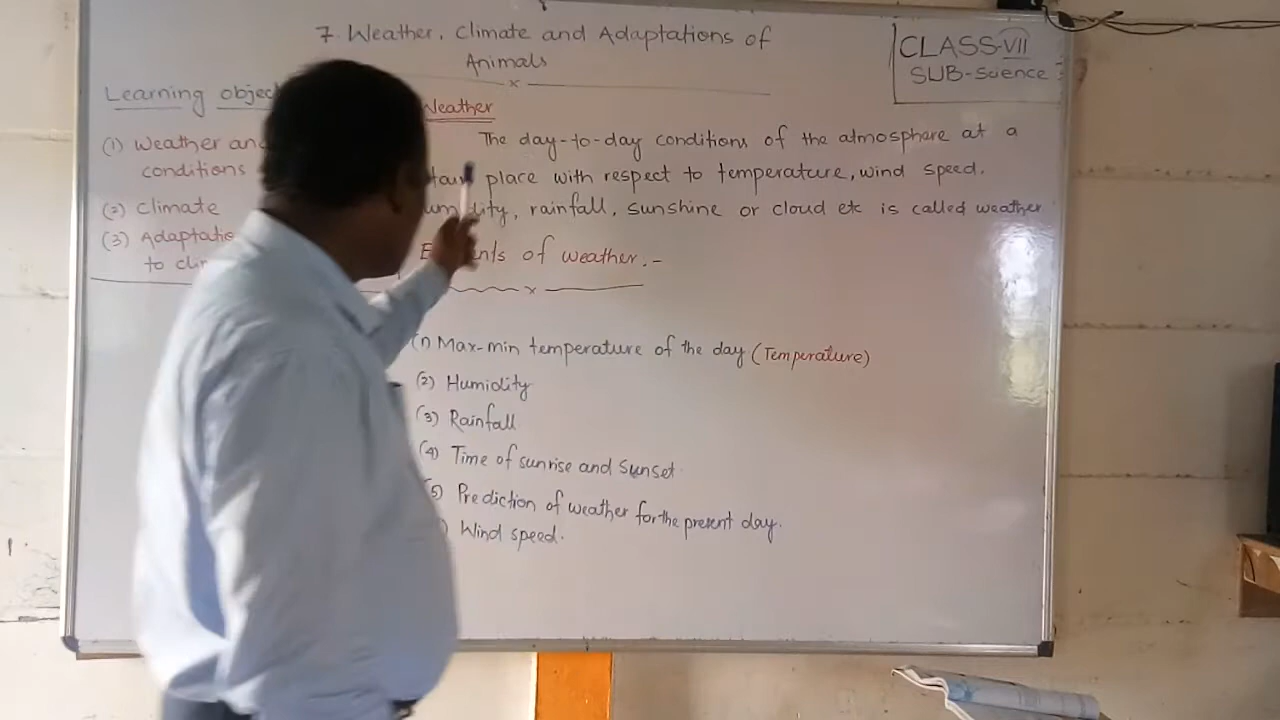 7. Weather, Climate and Adaptations of
Animals
CLASS-VII
SUB-Science
Learning
(1) Weather
conditions
(2) Climate
(3)
to
Weather
The day-to-day conditions of the atmosphare at a
place with respect to temperature, wind speed.
rainfall, sunshine or cloud etc is called weather
of weather.-
(1) Max-min temperature of the day (Temperature)
(2) Humidity
(3) Rainfall
(4) Time of sunrise and sunset
(5) Prediction of weather for the present day.
Wind speed.